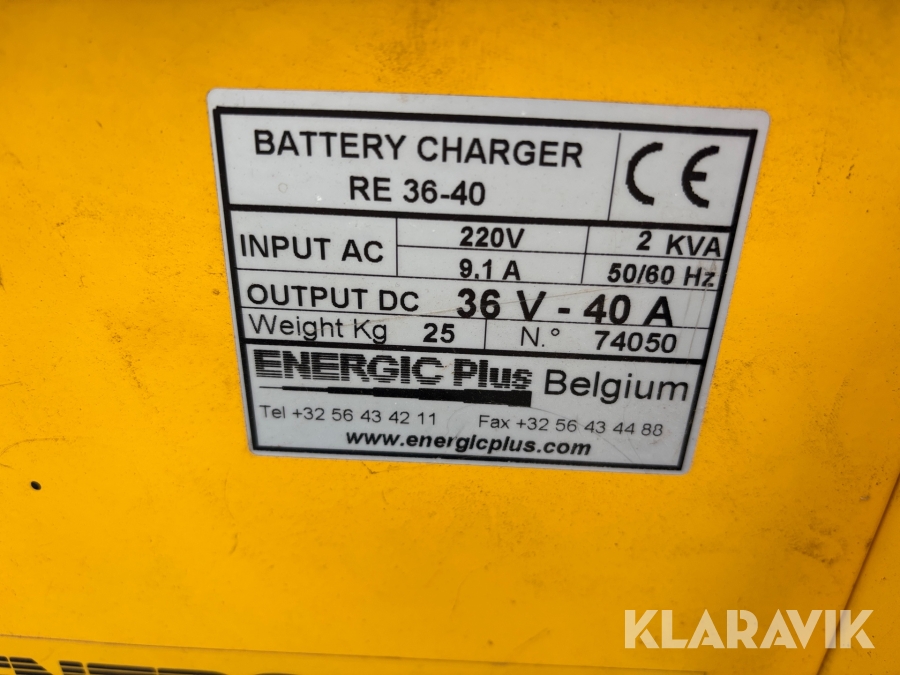 BATTERY CHARGER
RE 36-40
CE
INPUT AC 220V 2 KVA
9.1 A 50/60 Hz
OUTPUT DC 36 V - 40 A
Weight Kg 25 N.° 74050
ENERGIC Plus Belgium
Tel +32 56 43 42 11 Fax +32 56 43 44 88
www.energicplus.com
KLARAVIK